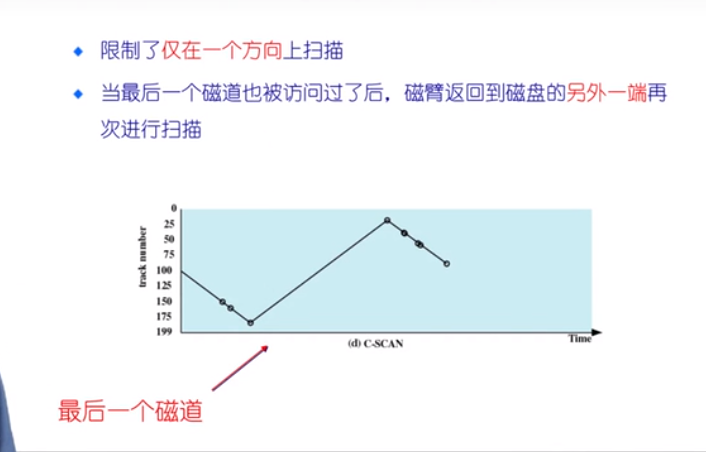 限制了仅在一个方向上扫描
当最后一个磁道也被访问过了后，磁臂返回到磁盘的另外一端再
次进行扫描
track number
0
25
50
75
100
125
150
175
199
(d) C-SCAN
Time
最后一个磁道